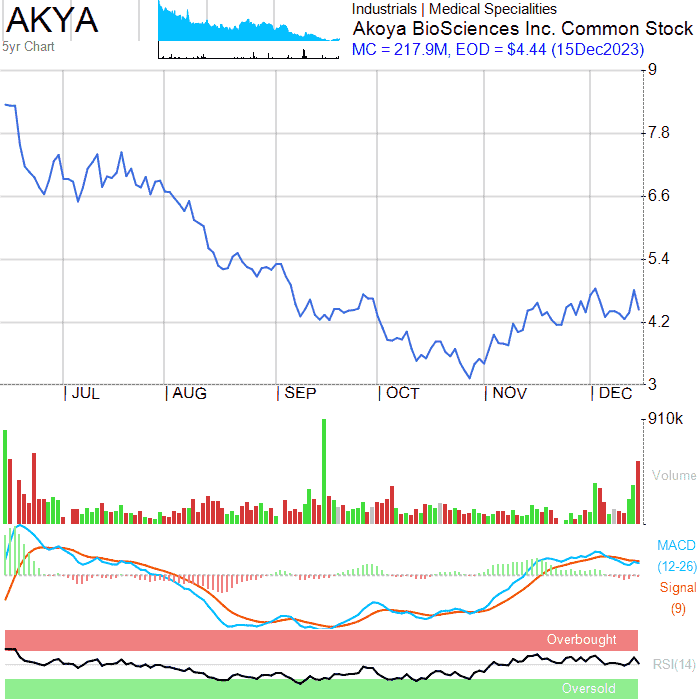 AKYA
5yr Chart
Industrials | Medical Specialities
Akoya BioSciences Inc. Common Stock
MC = 217.9M, EOD = $4.44 (15Dec2023)
9
7.8
6.6
5.4
4.2
3
| JUL | AUG | SEP | OCT | NOV | DEC
910k
Volume
MACD
(12-26)
Signal
(9)
Overbought
RSI(14)
Oversold